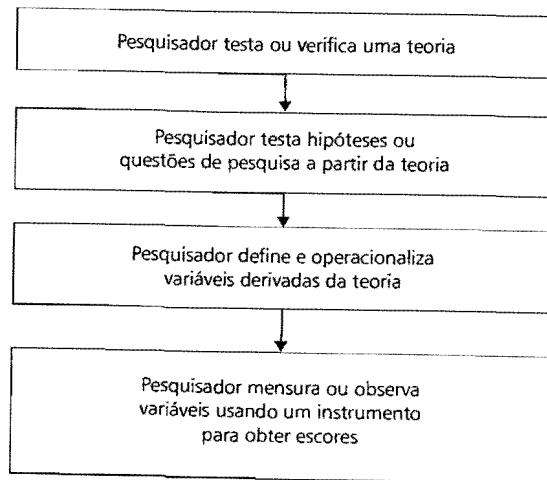 Pesquisador testa ou verifica uma teoria
Pesquisador testa hipóteses ou
questões de pesquisa a partir da teoria
Pesquisador define e operacionaliza
variáveis derivadas da teoria
Pesquisador mensura ou observa
variáveis usando um instrumento
para obter escores